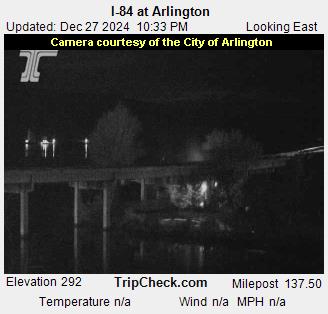 I-84 at Arlington
Updated: Dec 27 2024 10:33 PM Looking East
Camera courtesy of the City of Arlington
Elevation 292 TripCheck.com Milepost 137.50
Temperature n/a Wind n/a MPH n/a